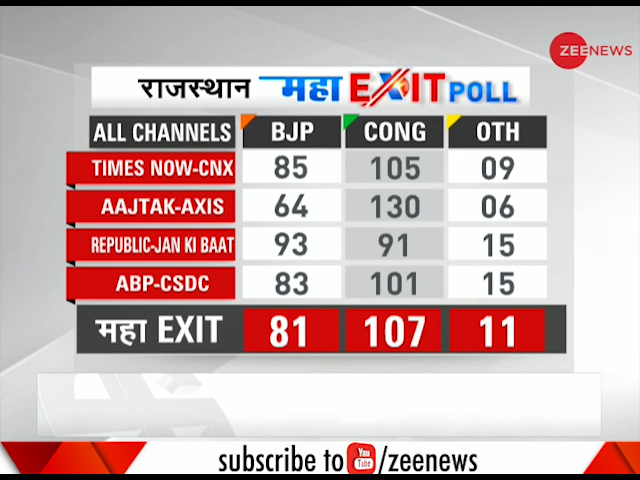 ZEENEWS
राजस्थान महा EXIT POLL
ALL CHANNELS BJP CONG OTH
TIMES NOW-CNX 85 105 09
AAJTAK-AXIS 64 130 06
REPUBLIC-JAN KI BAAT 93 91 15
ABP-CSDC 83 101 15
महा EXIT 81 107 11
subscribe to You Tube /zeenews